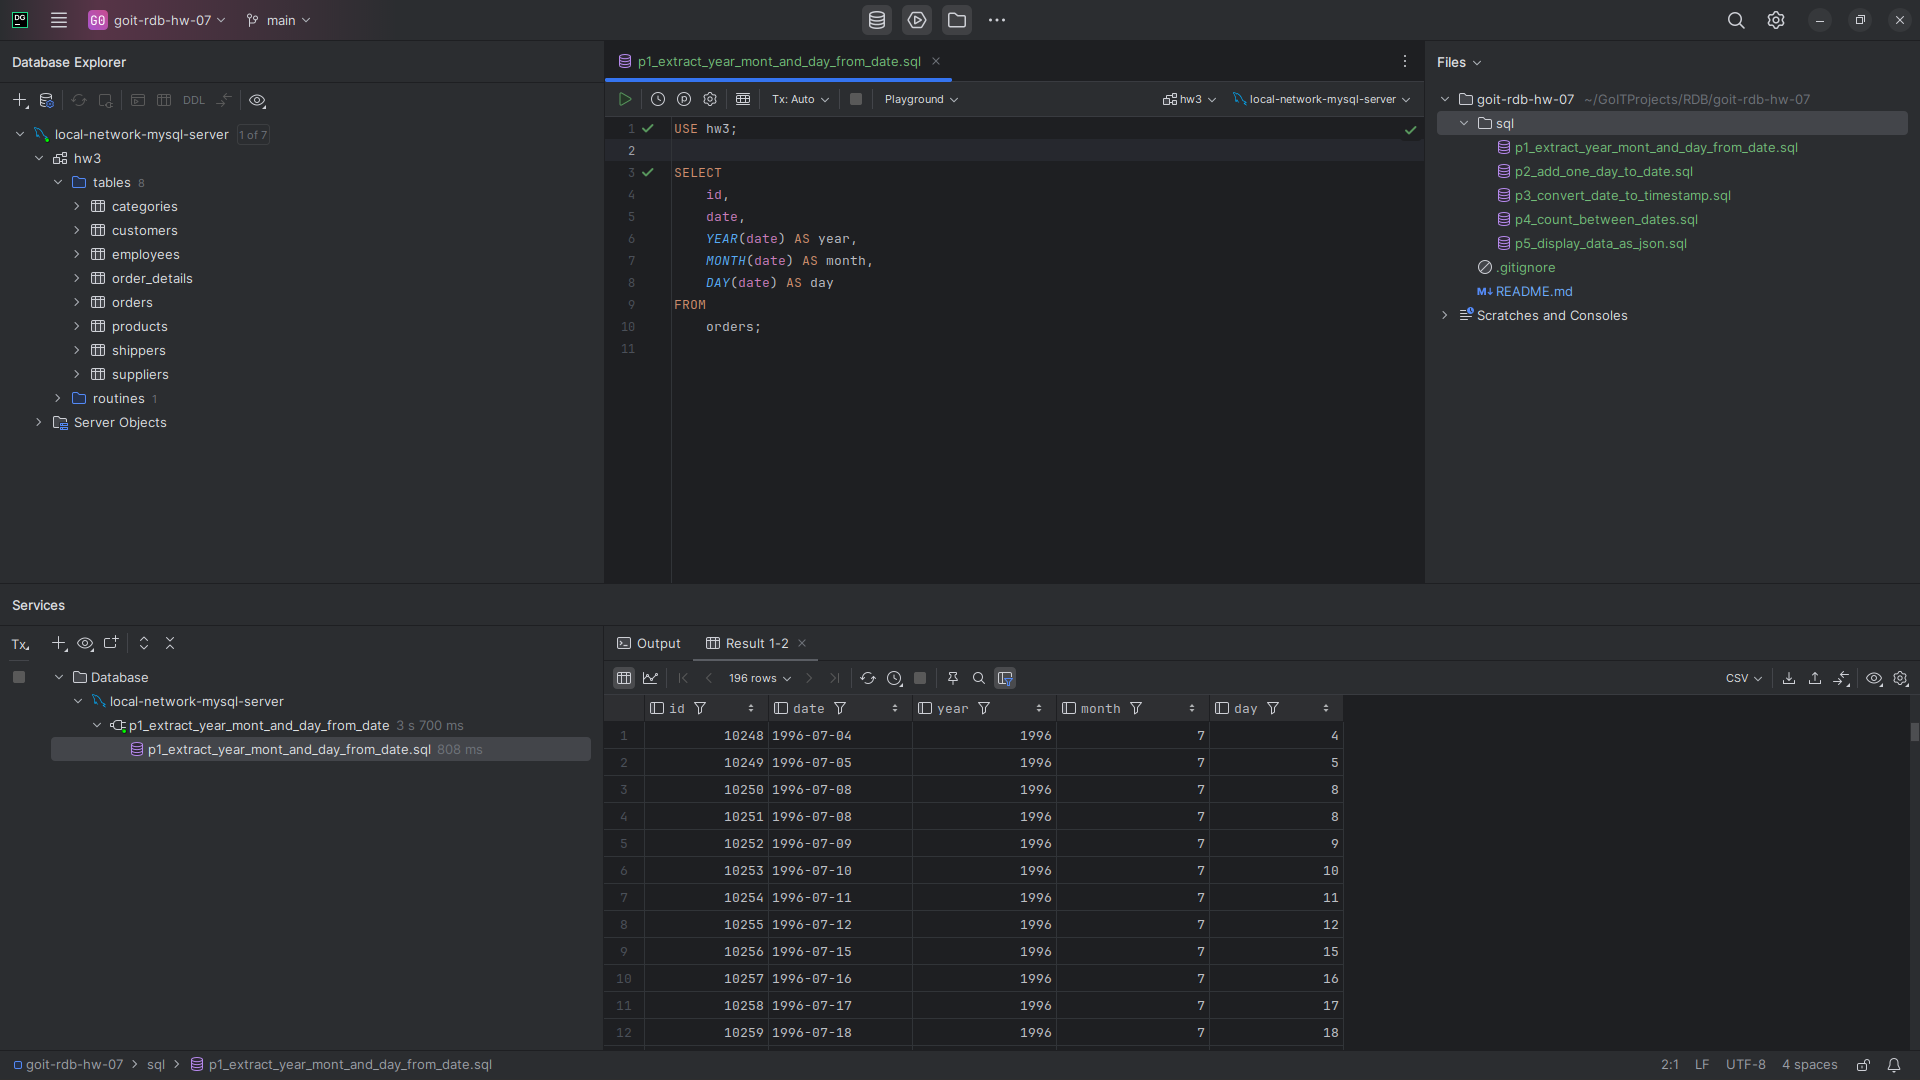 DG GO goit-rdb-hw-07 main
Database Explorer
DDL
local-network-mysql-server 1 of 7
hw3
tables 8
categories
customers
employees
order_details
orders
products
shippers
suppliers
routines 1
Server Objects
p1_extract_year_mont_and_day_from_date.sql
Tx: Auto Playground hw3 local-network-mysql-server
1 USE hw3;
2
3 SELECT
4 id,
5 date,
6 YEAR(date) AS year,
7 MONTH(date) AS month,
8 DAY(date) AS day
9 FROM
10 orders;
11
Files
goit-rdb-hw-07 ~/GoITProjects/RDB/goit-rdb-hw-07
sql
p1_extract_year_mont_and_day_from_date.sql
p2_add_one_day_to_date.sql
p3_convert_date_to_timestamp.sql
p4_count_between_dates.sql
p5_display_data_as_json.sql
.gitignore
M↓ README.md
Scratches and Consoles
Services
Tx
Database
local-network-mysql-server
p1_extract_year_mont_and_day_from_date 3 s 700 ms
p1_extract_year_mont_and_day_from_date.sql 808 ms
Output Result 1-2
196 rows CSV
id date year month day
1 10248 1996-07-04 1996 7 4
2 10249 1996-07-05 1996 7 5
3 10250 1996-07-08 1996 7 8
4 10251 1996-07-08 1996 7 8
5 10252 1996-07-09 1996 7 9
6 10253 1996-07-10 1996 7 10
7 10254 1996-07-11 1996 7 11
8 10255 1996-07-12 1996 7 12
9 10256 1996-07-15 1996 7 15
10 10257 1996-07-16 1996 7 16
11 10258 1996-07-17 1996 7 17
12 10259 1996-07-18 1996 7 18
goit-rdb-hw-07 > sql > p1_extract_year_mont_and_day_from_date.sql
2:1 LF UTF-8 4 spaces